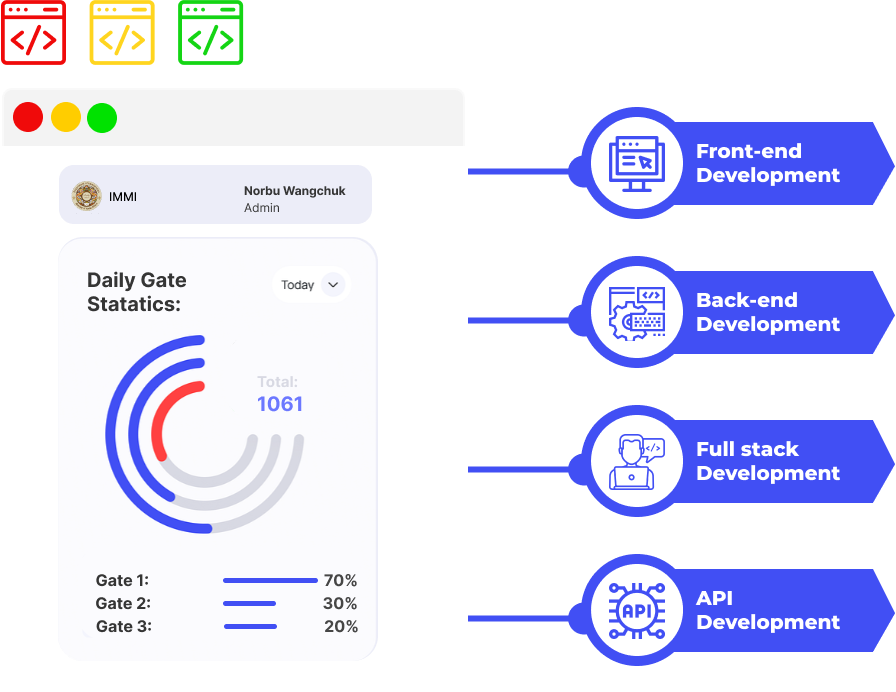 IMMI
Norbu Wangchuk
Admin
Daily Gate
Statatics:
Today
Total:
1061
Gate 1: 70%
Gate 2: 30%
Gate 3: 20%
Front-end
Development
Back-end
Development
Full stack
Development
API
API
Development